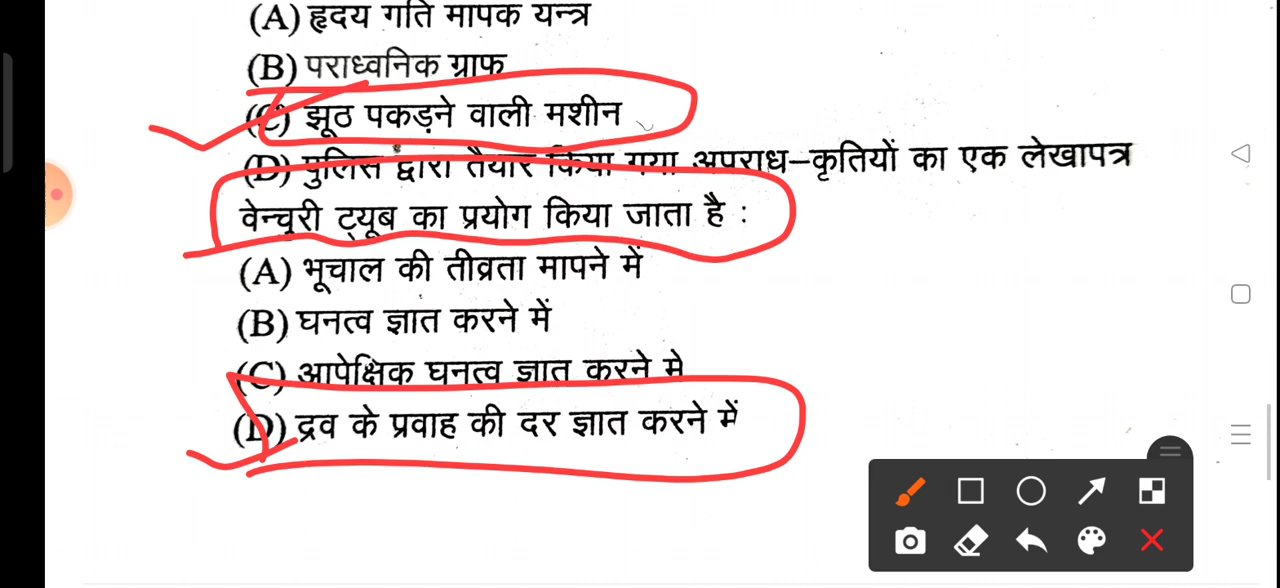 (A) हृदय गति मापक यन्त्र
(B) पराध्वनिक ग्राफ
(C) झूठ पकड़ने वाली मशीन
(D) पुलिस द्वारा तैयार किया गया अपराध–कृतियों का एक लेखापत्र
वेन्चुरी ट्यूब का प्रयोग किया जाता है :
(A) भूचाल की तीव्रता मापने में
(B) घनत्व ज्ञात करने में
(C) आपेक्षिक घनत्व ज्ञात करने मे
(D) द्रव के प्रवाह की दर ज्ञात करने में